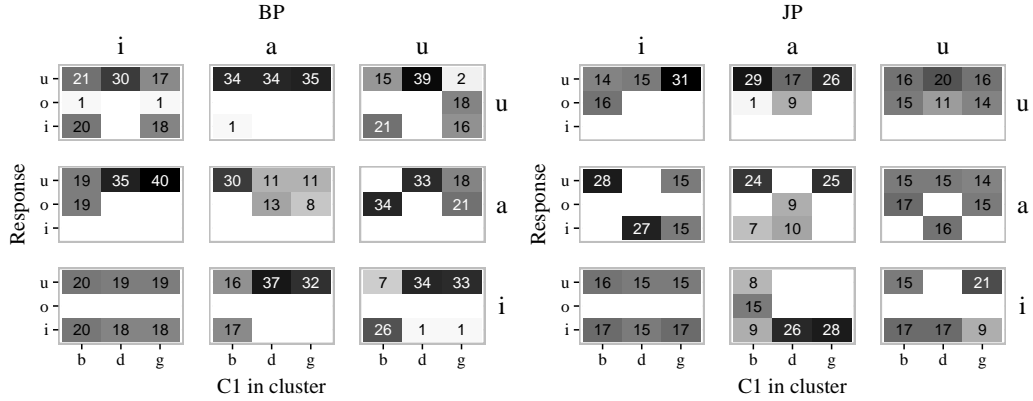 BP JP
i a u i a u
u 21 30 17 34 34 35 15 39 2 u 14 15 31 29 17 26 16 20 16
o 1 1 18 u o 16 1 9 15 11 14 u
i 20 18 1 21 16 i
u 19 35 40 30 11 11 33 18 u 28 15 24 25 15 15 14
Response o 19 13 8 34 21 a Response o 9 17 15 a
i i 27 15 7 10 16
u 20 19 19 16 37 32 7 34 33 u 16 15 15 8 15 21
o i o 15 i
i 20 18 18 17 26 1 1 i 17 15 17 9 26 28 17 17 9
b d g b d g b d g b d g b d g b d g
C1 in cluster C1 in cluster